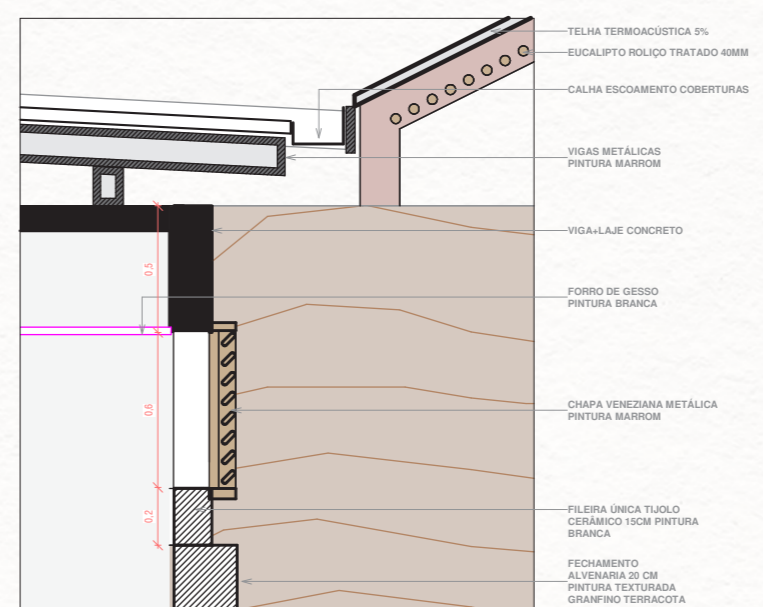 TELHA TERMOACÚSTICA 5%
EUCALIPTO ROLIÇO TRATADO 40MM
CALHA ESCOAMENTO COBERTURAS
VIGAS METÁLICAS
PINTURA MARROM
VIGA+LAJE CONCRETO
0,5
FORRO DE GESSO
PINTURA BRANCA
0,6
CHAPA VENEZIANA METÁLICA
PINTURA MARROM
0,2
FILEIRA ÚNICA TIJOLO
CERÂMICO 15CM PINTURA
BRANCA
FECHAMENTO
ALVENARIA 20 CM
PINTURA TEXTURADA
GRANFINO TERRACOTA